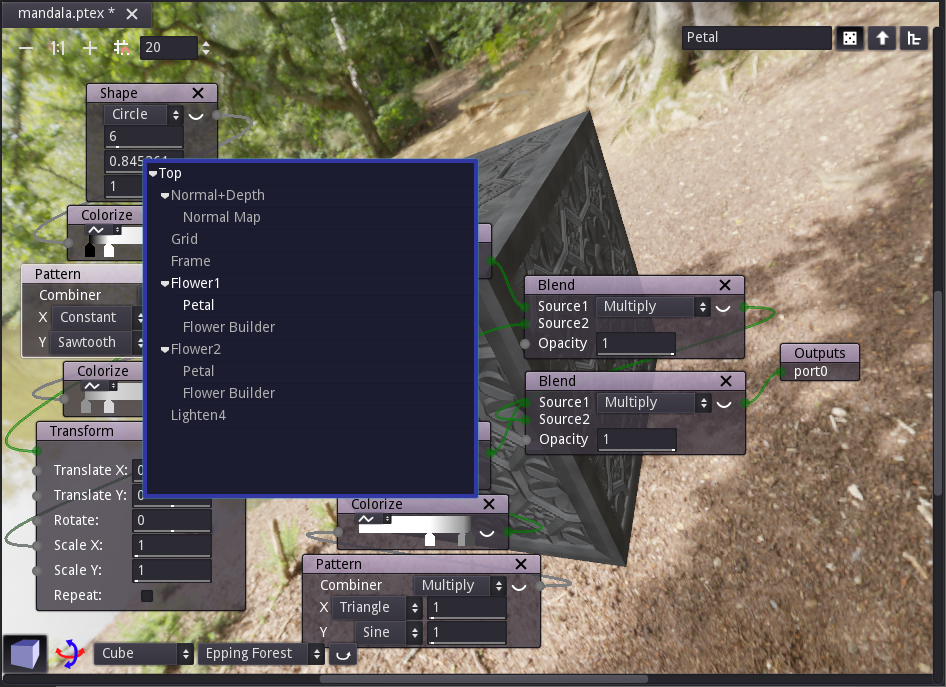 mandala.ptex *
1:1
20
Petal
Shape
Circle
6
1
Colorize
Pattern
Combiner
X Constant
Y Sawtooth
Colorize
Transform
Translate X: 0
Translate Y: 0
Rotate: 0
Scale X: 1
Scale Y: 1
Repeat:
Top
Normal+Depth
Normal Map
Grid
Frame
Flower1
Petal
Flower Builder
Flower2
Petal
Flower Builder
Lighten4
Blend
Source1 Multiply
Source2
Opacity 1
Outputs
port0
Blend
Source1 Multiply
Source2
Opacity 1
Colorize
Pattern
Combiner Multiply
X Triangle 1
Y Sine 1
Cube
Epping Forest